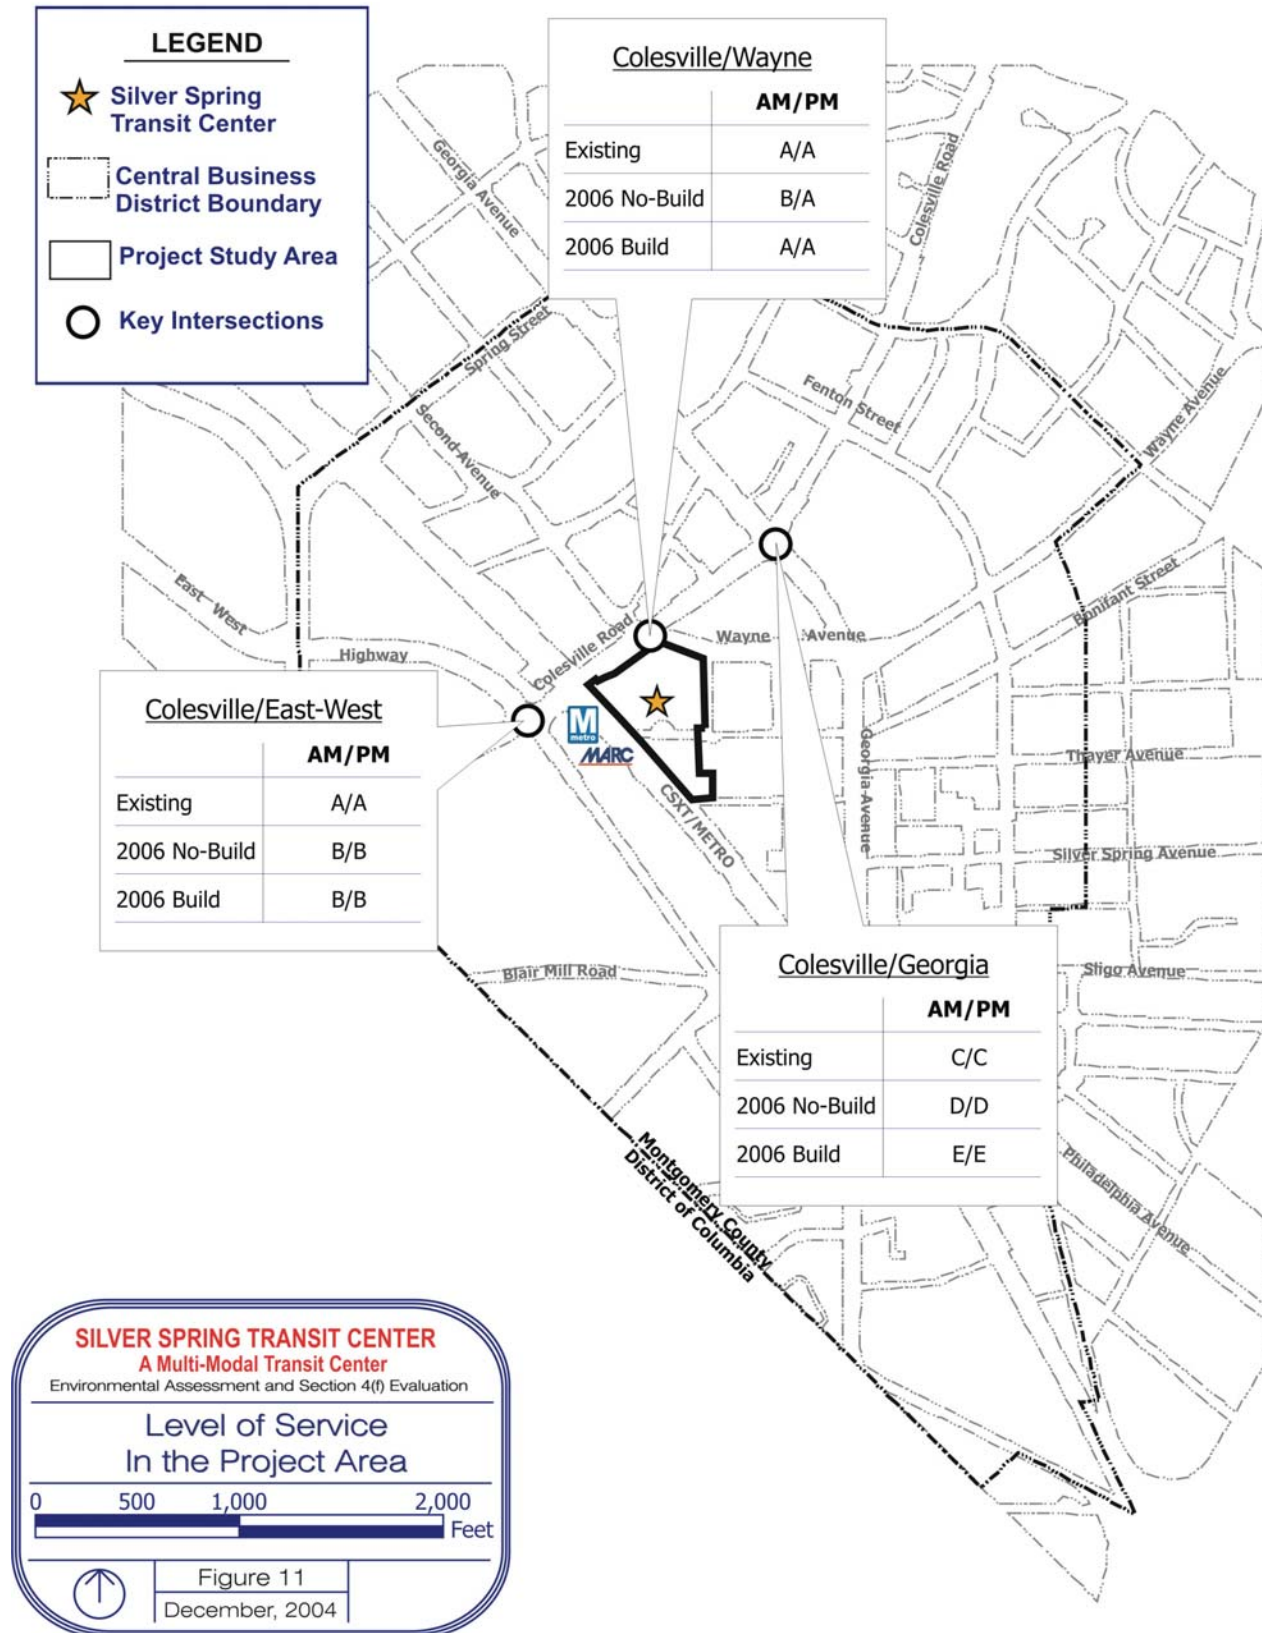 LEGEND
Silver Spring
Transit Center
Central Business
District Boundary
Project Study Area
Key Intersections
Colesville/Wayne
AM/PM
Existing A/A
2006 No-Build B/A
2006 Build A/A
Georgia Avenue
Colesville Road
Spring Street
Second Avenue
Fenton Street
Wayne Avenue
East West
Highway
Colesville Road
Wayne Avenue
Bonifant Street
Colesville/East-West
AM/PM
Existing A/A
2006 No-Build B/B
2006 Build B/B
M
metro
MARC
CSXT/METRO
Georgia Avenue
Thayer Avenue
Silver Spring Avenue
Blair Mill Road
Sligo Avenue
Colesville/Georgia
AM/PM
Existing C/C
2006 No-Build D/D
2006 Build E/E
Montgomery County
District of Columbia
Philadelphia Avenue
SILVER SPRING TRANSIT CENTER
A Multi-Modal Transit Center
Environmental Assessment and Section 4(f) Evaluation
Level of Service
In the Project Area
0 500 1,000 2,000
Feet
Figure 11
December, 2004